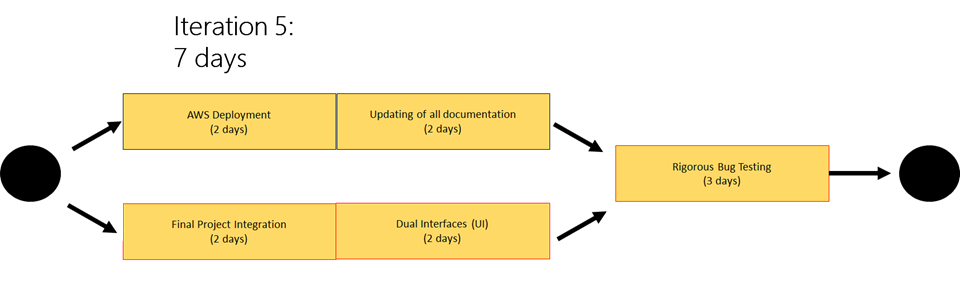 Iteration 5:
7 days
AWS Deployment
(2 days)
Updating of all documentation
(2 days)
Rigorous Bug Testing
(3 days)
Final Project Integration
(2 days)
Dual Interfaces (UI)
(2 days)